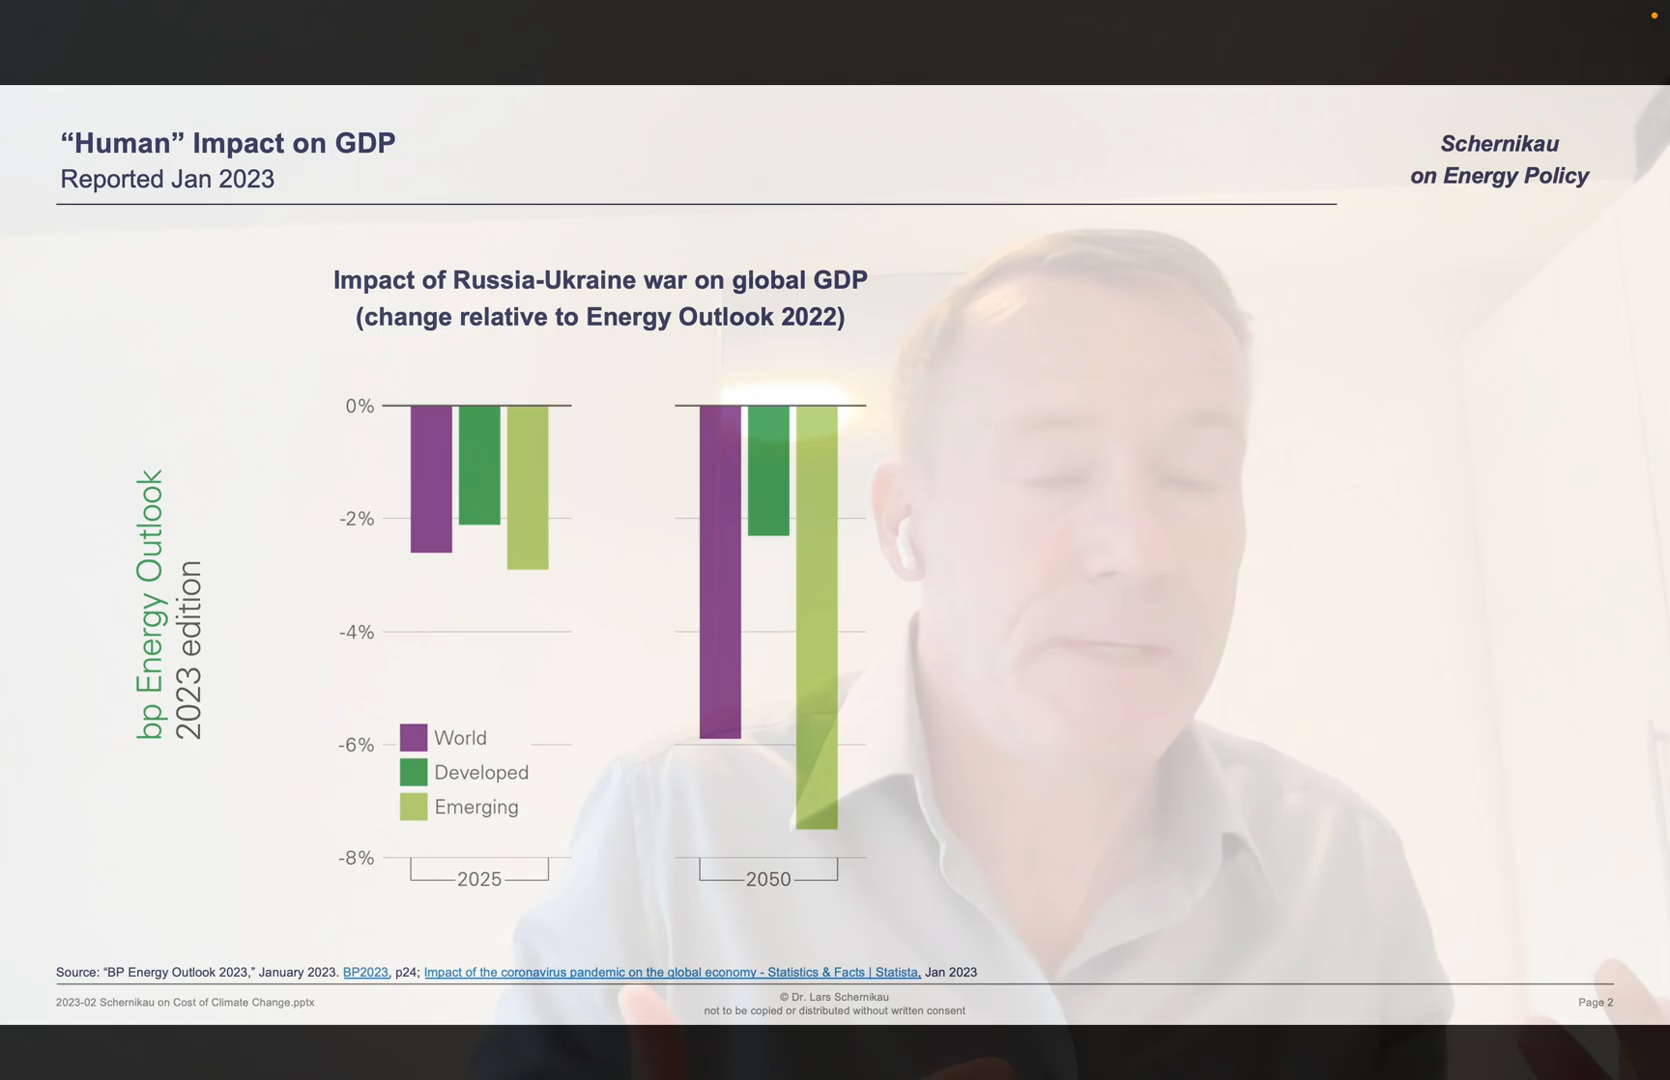 “Human” Impact on GDP
Reported Jan 2023
Schernikau
on Energy Policy
Impact of Russia-Ukraine war on global GDP
(change relative to Energy Outlook 2022)
bp Energy Outlook
2023 edition
0%
-2%
-4%
-6%
-8%
World
Developed
Emerging
2025
2050
Source: “BP Energy Outlook 2023,” January 2023. BP2023, p24; Impact of the coronavirus pandemic on the global economy - Statistics & Facts | Statista, Jan 2023
2023-02 Schernikau on Cost of Climate Change.pptx
© Dr. Lars Schernikau
not to be copied or distributed without written consent
Page 2